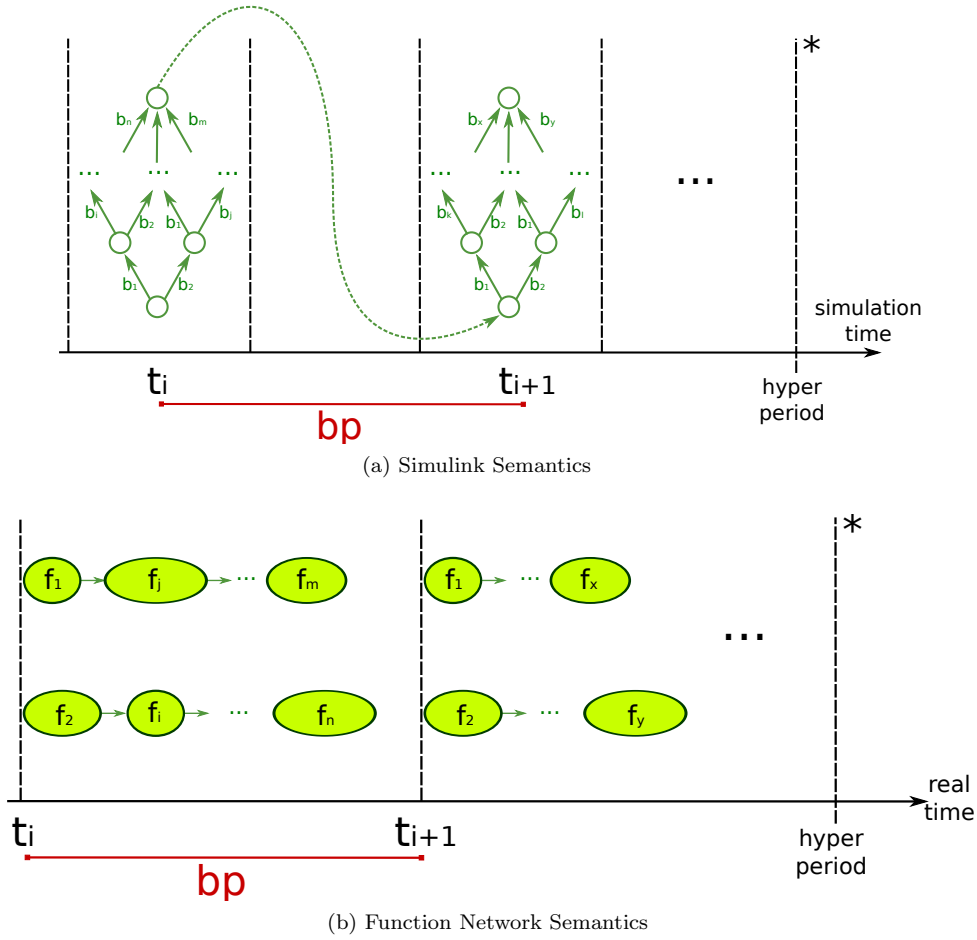 *
bₙ bₘ bₓ bᵧ
... ... ... ... ... ... ...
bᵢ b₂ b₁ bⱼ bₖ b₂ b₁ bₗ
b₁ b₂ b₁ b₂
simulation
time
tᵢ tᵢ₊₁
hyper
period
bp
(a) Simulink Semantics
*
f₁ fⱼ ... fₘ f₁ ... fₓ
...
f₂ fᵢ ... fₙ f₂ ... fᵧ
real
time
tᵢ tᵢ₊₁
hyper
period
bp
(b) Function Network Semantics